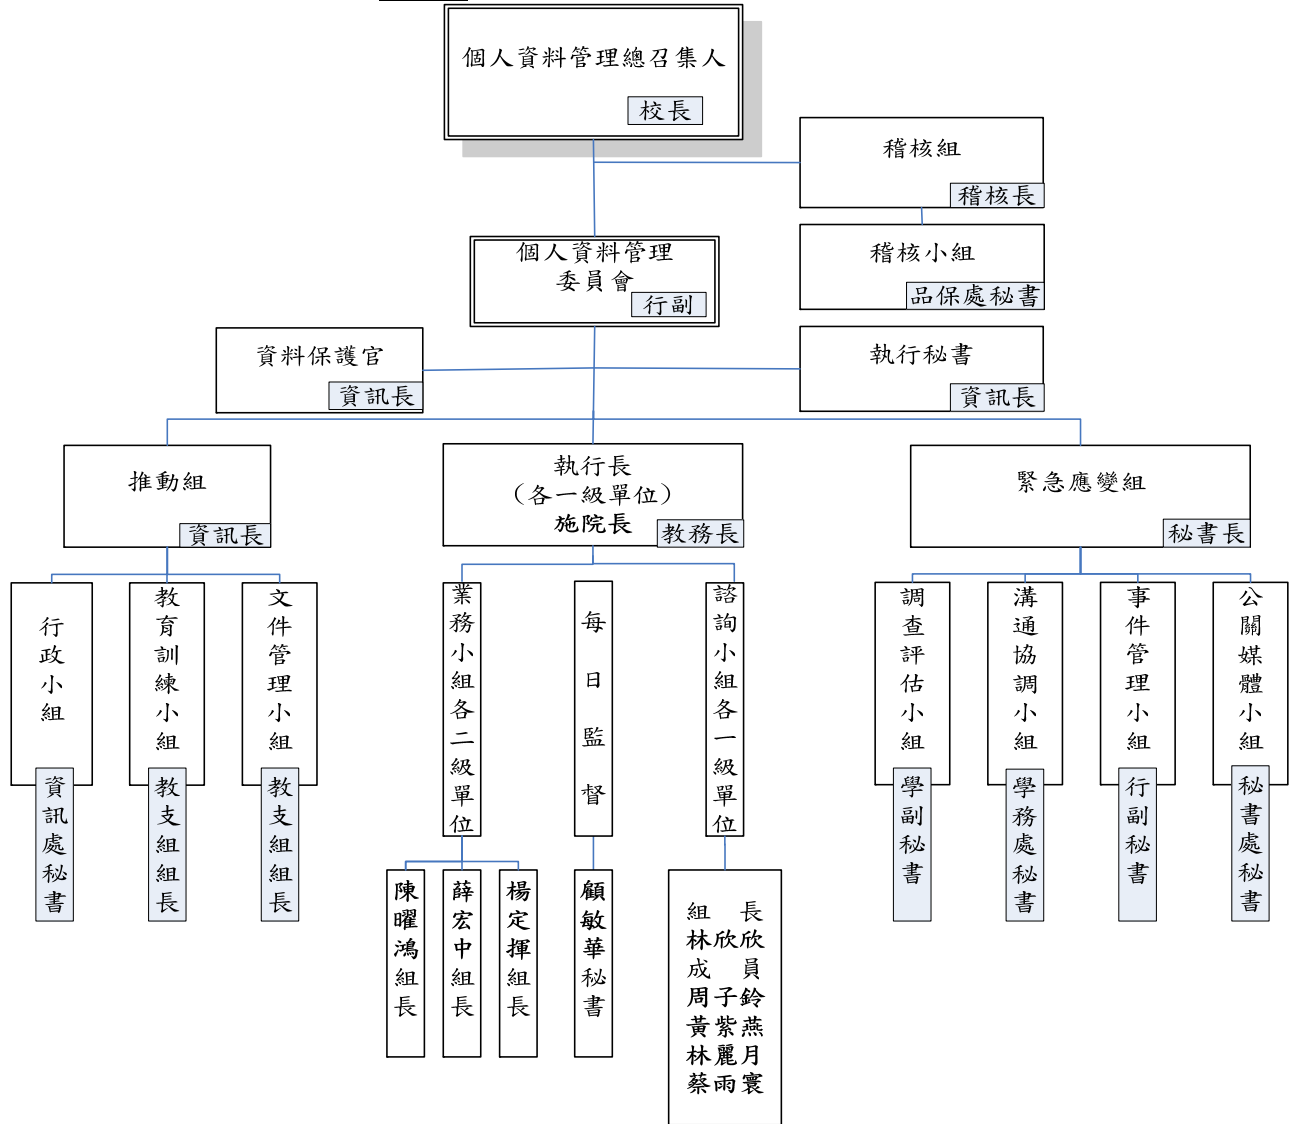 個人資料管理總召集人
校長
稽核組
稽核長
個人資料管理
委員會
行副
稽核小組
品保處秘書
資料保護官
資訊長
執行秘書
資訊長
推動組
資訊長
執行長
（各一級單位）
施院長
教務長
緊急應變組
秘書長
行政小組
資訊處秘書
教育訓練小組
教支組組長
文件管理小組
教支組組長
業務小組各二級單位
陳曜鴻組長
薛宏中組長
楊定揮組長
每日監督
顧敏華秘書
諮詢小組各一級單位
組 長
林欣欣
成 員
周子鈴
黃紫燕
林麗月
蔡雨寰
調查評估小組
學副秘書
溝通協調小組
學務處秘書
事件管理小組
行副秘書
公關媒體小組
秘書處秘書